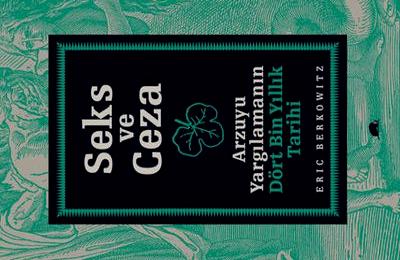 Seks
ve
Ceza
Arzuyu
Yargılamanın
Dört Bin Yıllık
Tarihi
ERIC BERKOWITZ